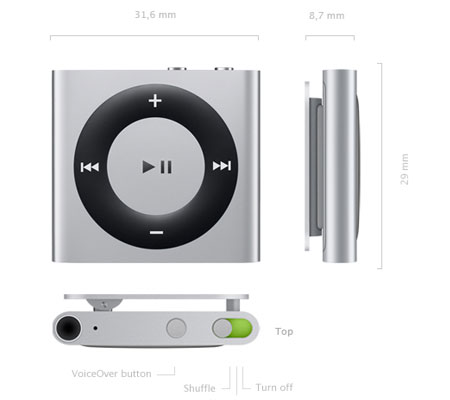 31,6 mm
8,7 mm
29 mm
Top
VoiceOver button
Shuffle
Turn off